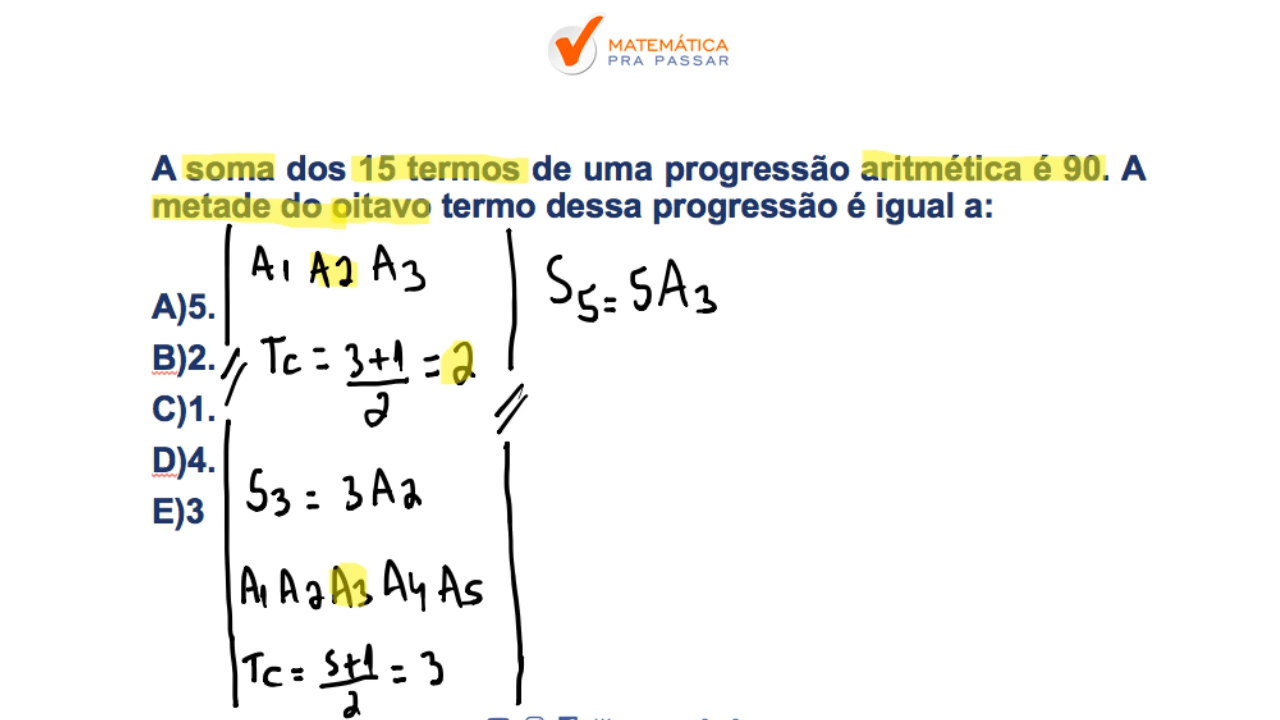 MATEMÁTICA
PRA PASSAR
A soma dos 15 termos de uma progressão aritmética é 90. A
metade do oitavo termo dessa progressão é igual a:
A)5.
B)2.
C)1.
D)4.
E)3
A1 A2 A3
Tc = 3+1/2 = 2
S3 = 3A2
A1 A2 A3 A4 A5
Tc = 5+1/2 = 3
S5 = 5A3